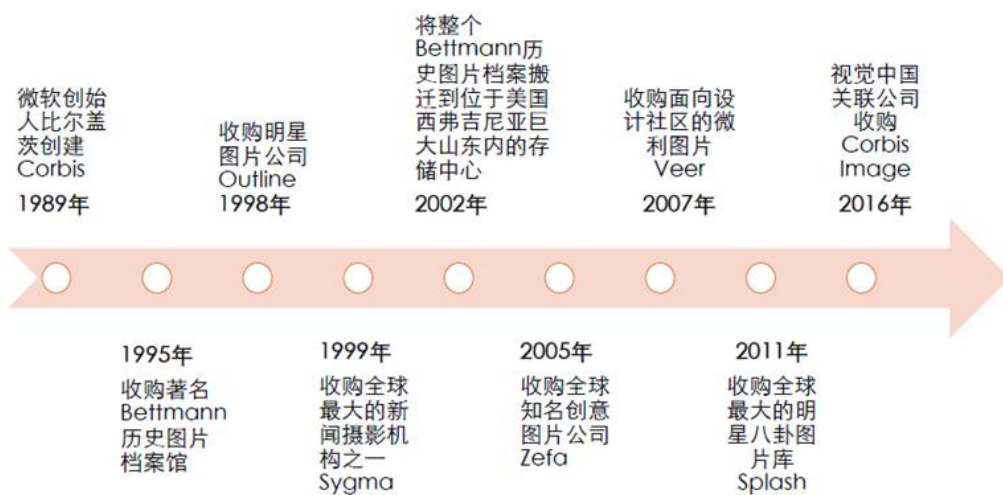 微软创始
人比尔盖
茨创建
Corbis
1989年
收购明星
图片公司
Outline
1998年
将整个
Bettmann历
史图片档案搬
迁到位于美国
西弗吉尼亚巨
大山东内的存
储中心
2002年
收购面向设
计社区的微
利图片
Veer
2007年
视觉中国
关联公司
收购
Corbis
Image
2016年
1995年
收购著名
Bettmann
历史图片
档案馆
1999年
收购全球
最大的新
闻摄影机
构之一
Sygma
2005年
收购全球
知名创意
图片公司
Zefa
2011年
收购全球
最大的明
星八卦图
片库
Splash